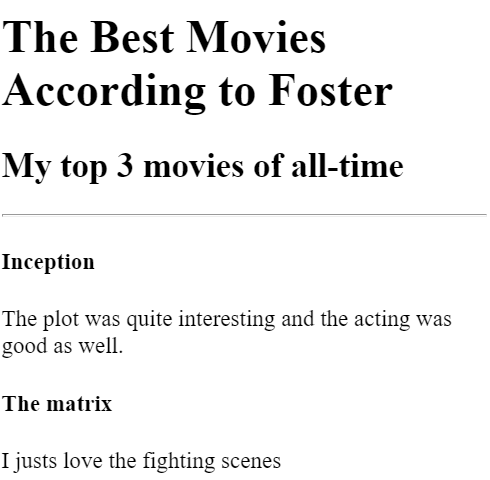 The Best Movies
According to Foster
My top 3 movies of all-time
Inception
The plot was quite interesting and the acting was
good as well.
The matrix
I justs love the fighting scenes